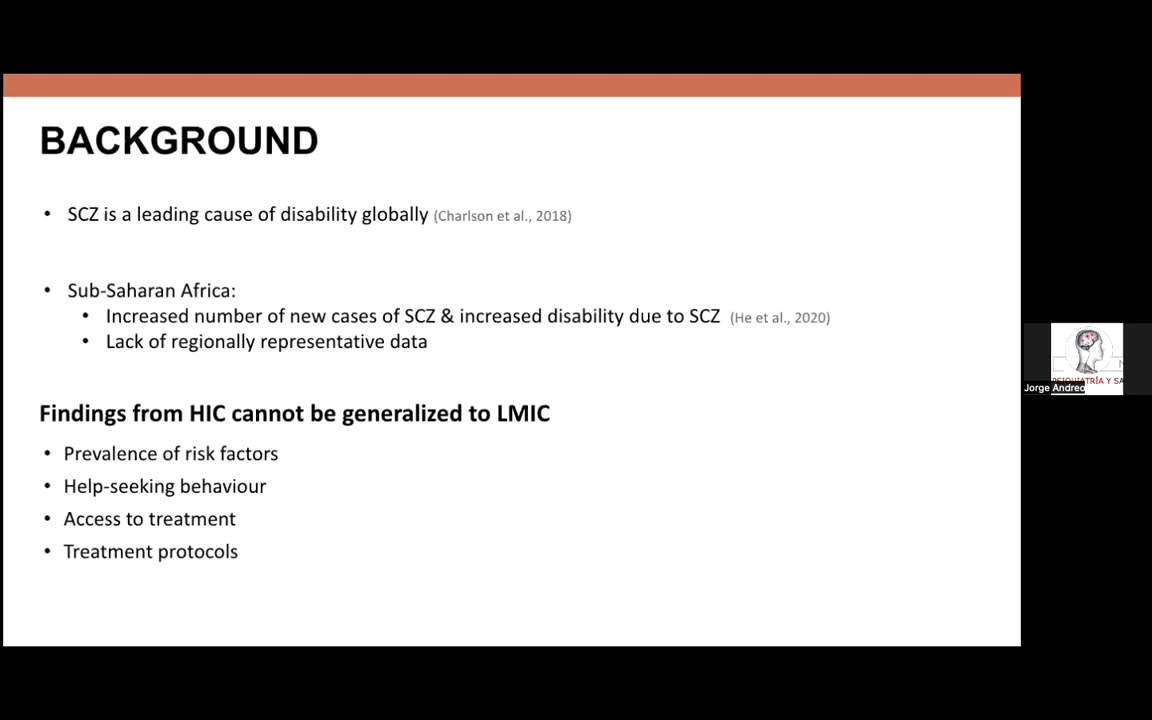 BACKGROUND
• SCZ is a leading cause of disability globally (Charlson et al., 2018)
• Sub-Saharan Africa:
• Increased number of new cases of SCZ & increased disability due to SCZ (He et al., 2020)
• Lack of regionally representative data
Findings from HIC cannot be generalized to LMIC
• Prevalence of risk factors
• Help-seeking behaviour
• Access to treatment
• Treatment protocols
PSIQUIATRÍA Y SA
Jorge Andreo